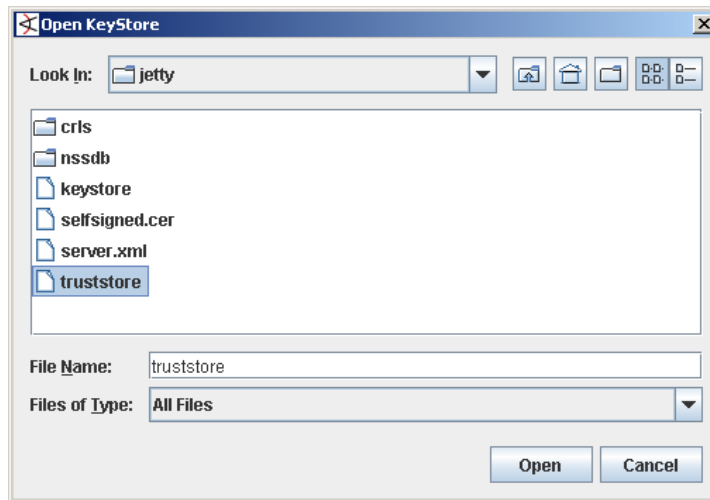 Open KeyStore
Look In: jetty
crls
nssdb
keystore
selfsigned.cer
server.xml
truststore
File Name: truststore
Files of Type: All Files
Open Cancel